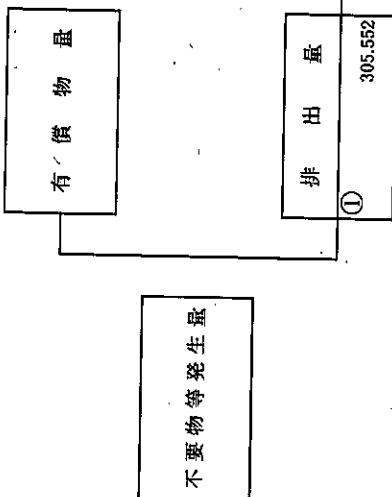 有償物量
排出量
①
305.552
不要物等発生量